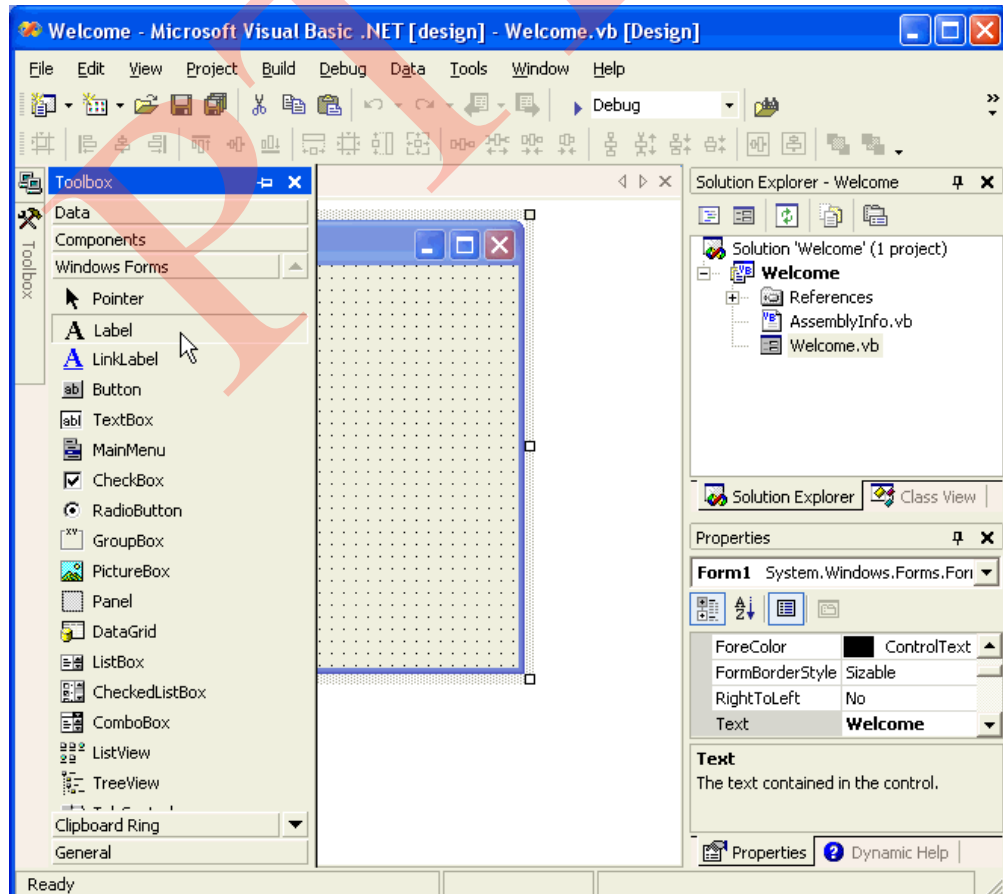 Welcome - Microsoft Visual Basic .NET [design] - Welcome.vb [Design]
File Edit View Project Build Debug Data Tools Window Help
Debug
Toolbox
Toolbox
Data
Components
Windows Forms
Pointer
A Label
A LinkLabel
ab Button
abl TextBox
MainMenu
CheckBox
RadioButton
XY GroupBox
PictureBox
Panel
DataGrid
ListBox
CheckedListBox
ComboBox
ListView
TreeView
Clipboard Ring
General
Solution Explorer - Welcome
Solution 'Welcome' (1 project)
Welcome
References
AssemblyInfo.vb
Welcome.vb
Solution Explorer Class View
Properties
Form1 System.Windows.Forms.Forn
ForeColor ControlText
FormBorderStyle Sizable
RightToLeft No
Text Welcome
Text
The text contained in the control.
Properties Dynamic Help
Ready